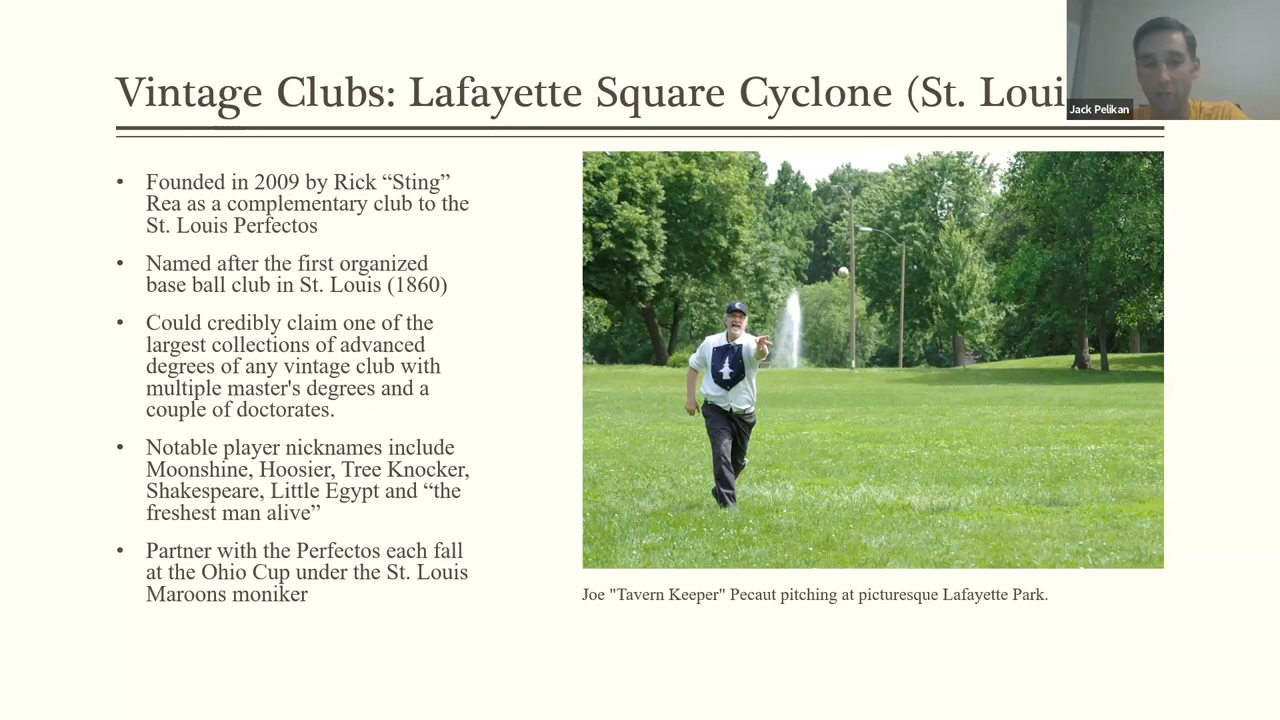 Vintage Clubs: Lafayette Square Cyclone (St. Loui
Jack Pelikan
• Founded in 2009 by Rick “Sting”
Rea as a complementary club to the
St. Louis Perfectos
• Named after the first organized
base ball club in St. Louis (1860)
• Could credibly claim one of the
largest collections of advanced
degrees of any vintage club with
multiple master's degrees and a
couple of doctorates.
• Notable player nicknames include
Moonshine, Hoosier, Tree Knocker,
Shakespeare, Little Egypt and “the
freshest man alive”
• Partner with the Perfectos each fall
at the Ohio Cup under the St. Louis
Maroons moniker
Joe "Tavern Keeper" Pecaut pitching at picturesque Lafayette Park.